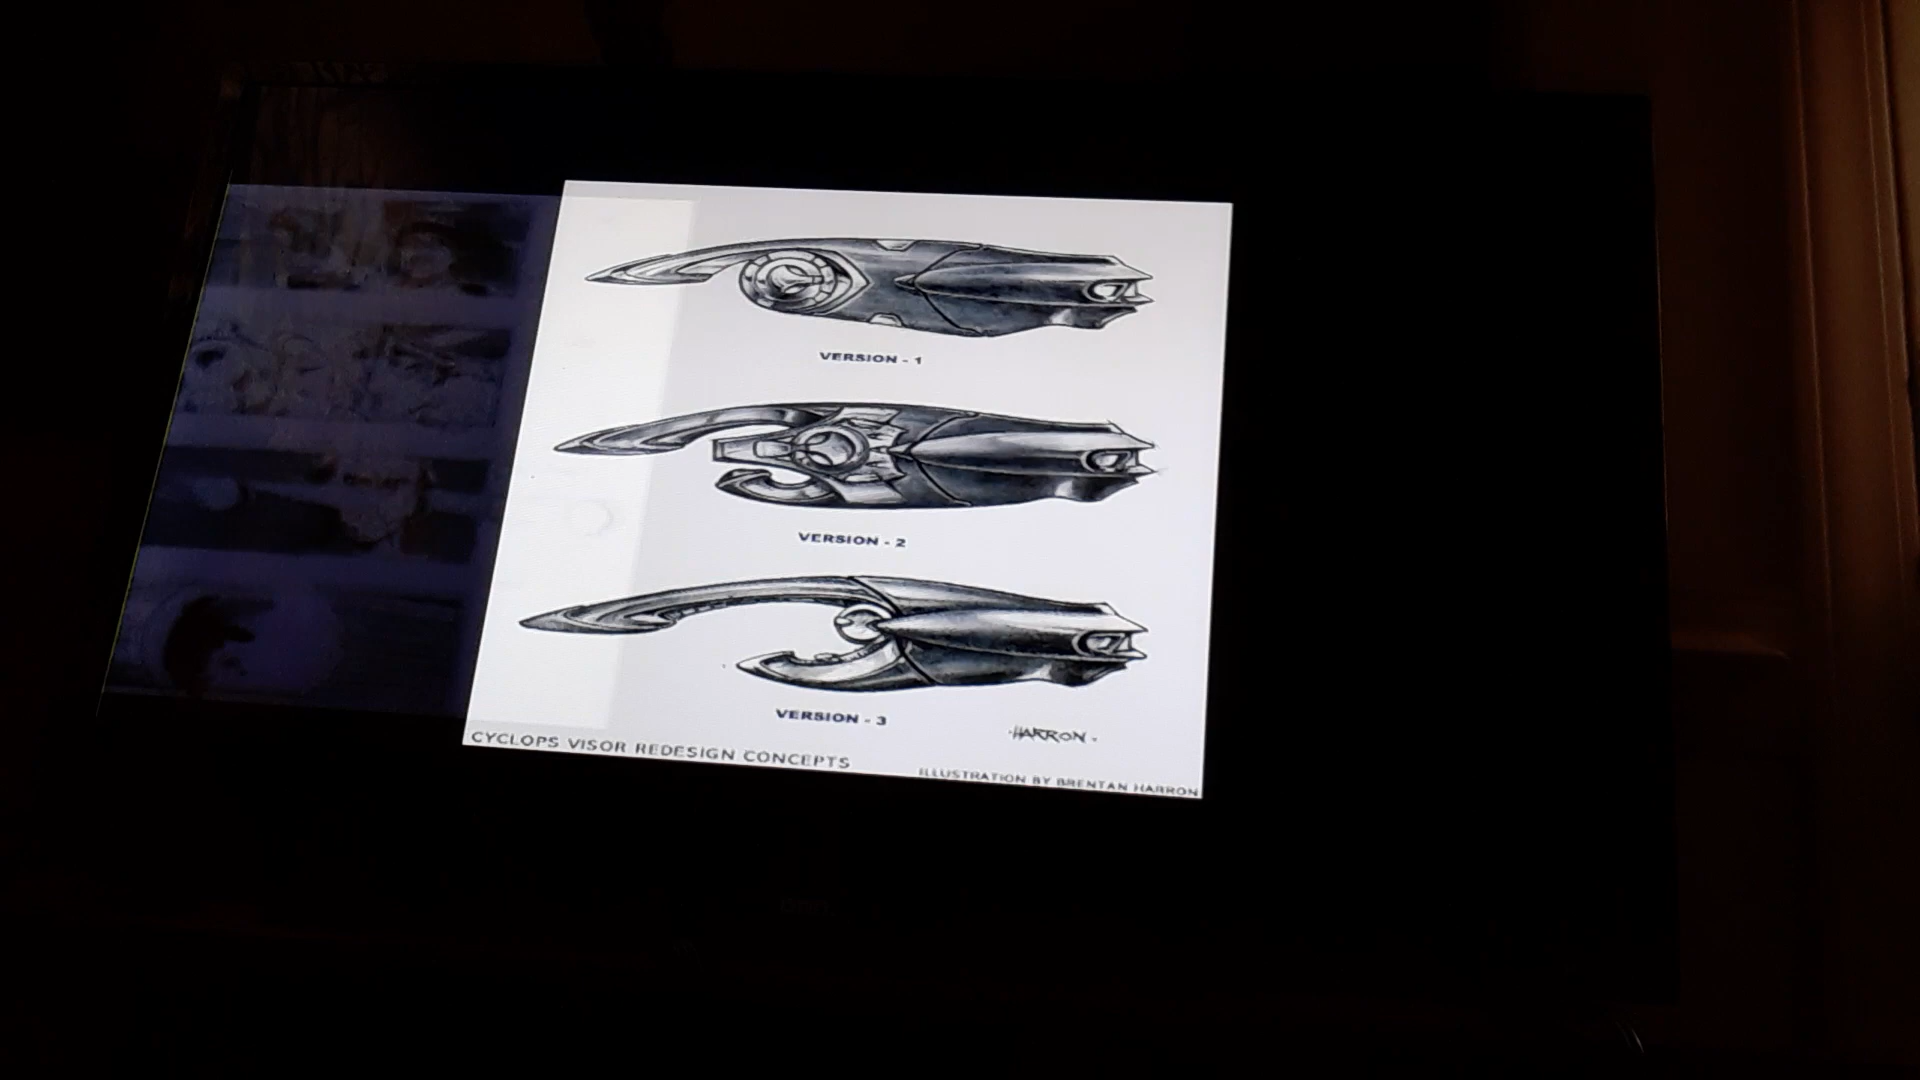 VERSION - 1
VERSION - 2
VERSION - 3
HARRON
CYCLOPS VISOR REDESIGN CONCEPTS
ILLUSTRATION BY BRENTAN HARRON